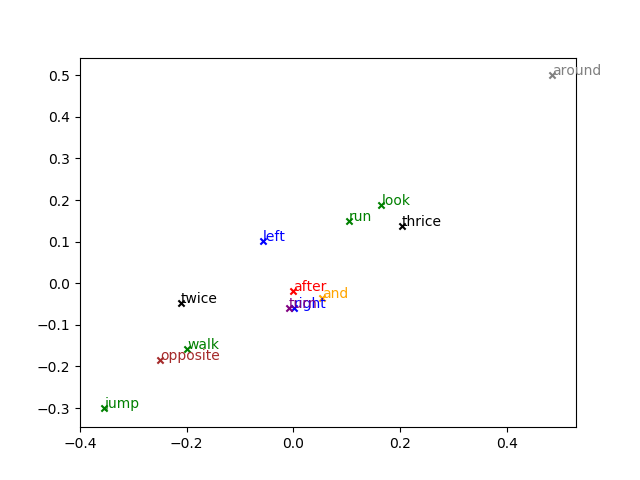 around
0.5
0.4
0.3
look
0.2
run
thrice
left
0.1
after
0.0
and
twice
turn
right
−0.1
walk
opposite
−0.2
jump
−0.3
−0.4
−0.2
0.0
0.2
0.4